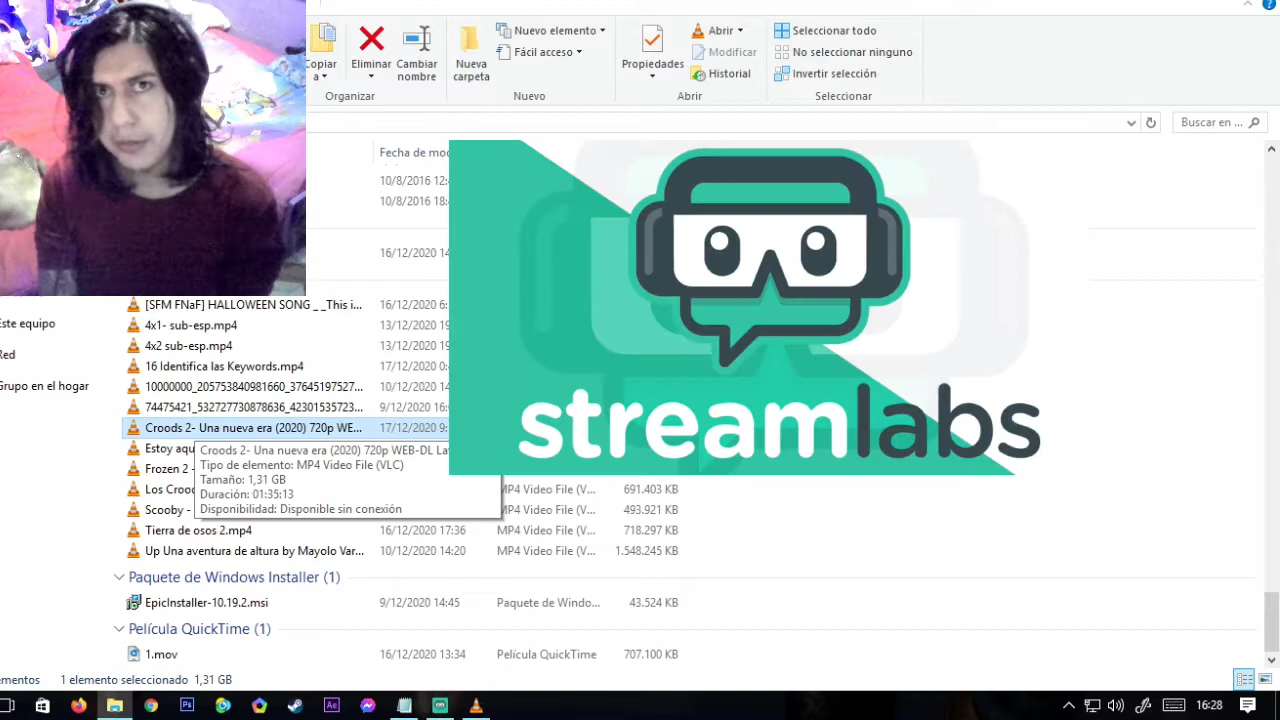 Copiar
a
Eliminar
Cambiar
nombre
Organizar
Nueva
carpeta
Nuevo elemento
Fácil acceso
Nuevo
Propiedades
Abrir
Modificar
Historial
Abrir
Seleccionar todo
No seleccionar ninguno
Invertir selección
Seleccionar
Buscar en ...
Fecha de mo
10/8/2016 12:
10/8/2016 18:
16/12/2020 14
[SFM FNaF] HALLOWEEN SONG _ _This i... 16/12/2020 6:
4x1- sub-esp.mp4 13/12/2020 19
4x2 sub-esp.mp4 13/12/2020 19
16 Identifica las Keywords.mp4 17/12/2020 0:
10000000_205753840981660_37645197527... 10/12/2020 14
74475421_532727730878636_42301535723... 9/12/2020 16:
Croods 2- Una nueva era (2020) 720p WE... 17/12/2020 9:
Estoy aqu
Frozen 2 -
Los Croo MP4 Video File (V... 691.403 KB
Scooby - MP4 Video File (V... 493.921 KB
Tierra de osos 2.mp4 16/12/2020 17:36 MP4 Video File (V... 718.297 KB
Up Una aventura de altura by Mayolo Var... 10/12/2020 14:20 MP4 Video File (V... 1.548.245 KB
Croods 2- Una nueva era (2020) 720p WEB-DL La
Tipo de elemento: MP4 Video File (VLC)
Tamaño: 1,31 GB
Duración: 01:35:13
Disponibilidad: Disponible sin conexión
Paquete de Windows Installer (1)
EpicInstaller-10.19.2.msi 9/12/2020 14:45 Paquete de Windo... 43.524 KB
Película QuickTime (1)
1.mov 16/12/2020 13:34 Película QuickTime 707.100 KB
Este equipo
Red
Grupo en el hogar
streamlabs
mentos 1 elemento seleccionado 1,31 GB
Ps
Ae
16:28